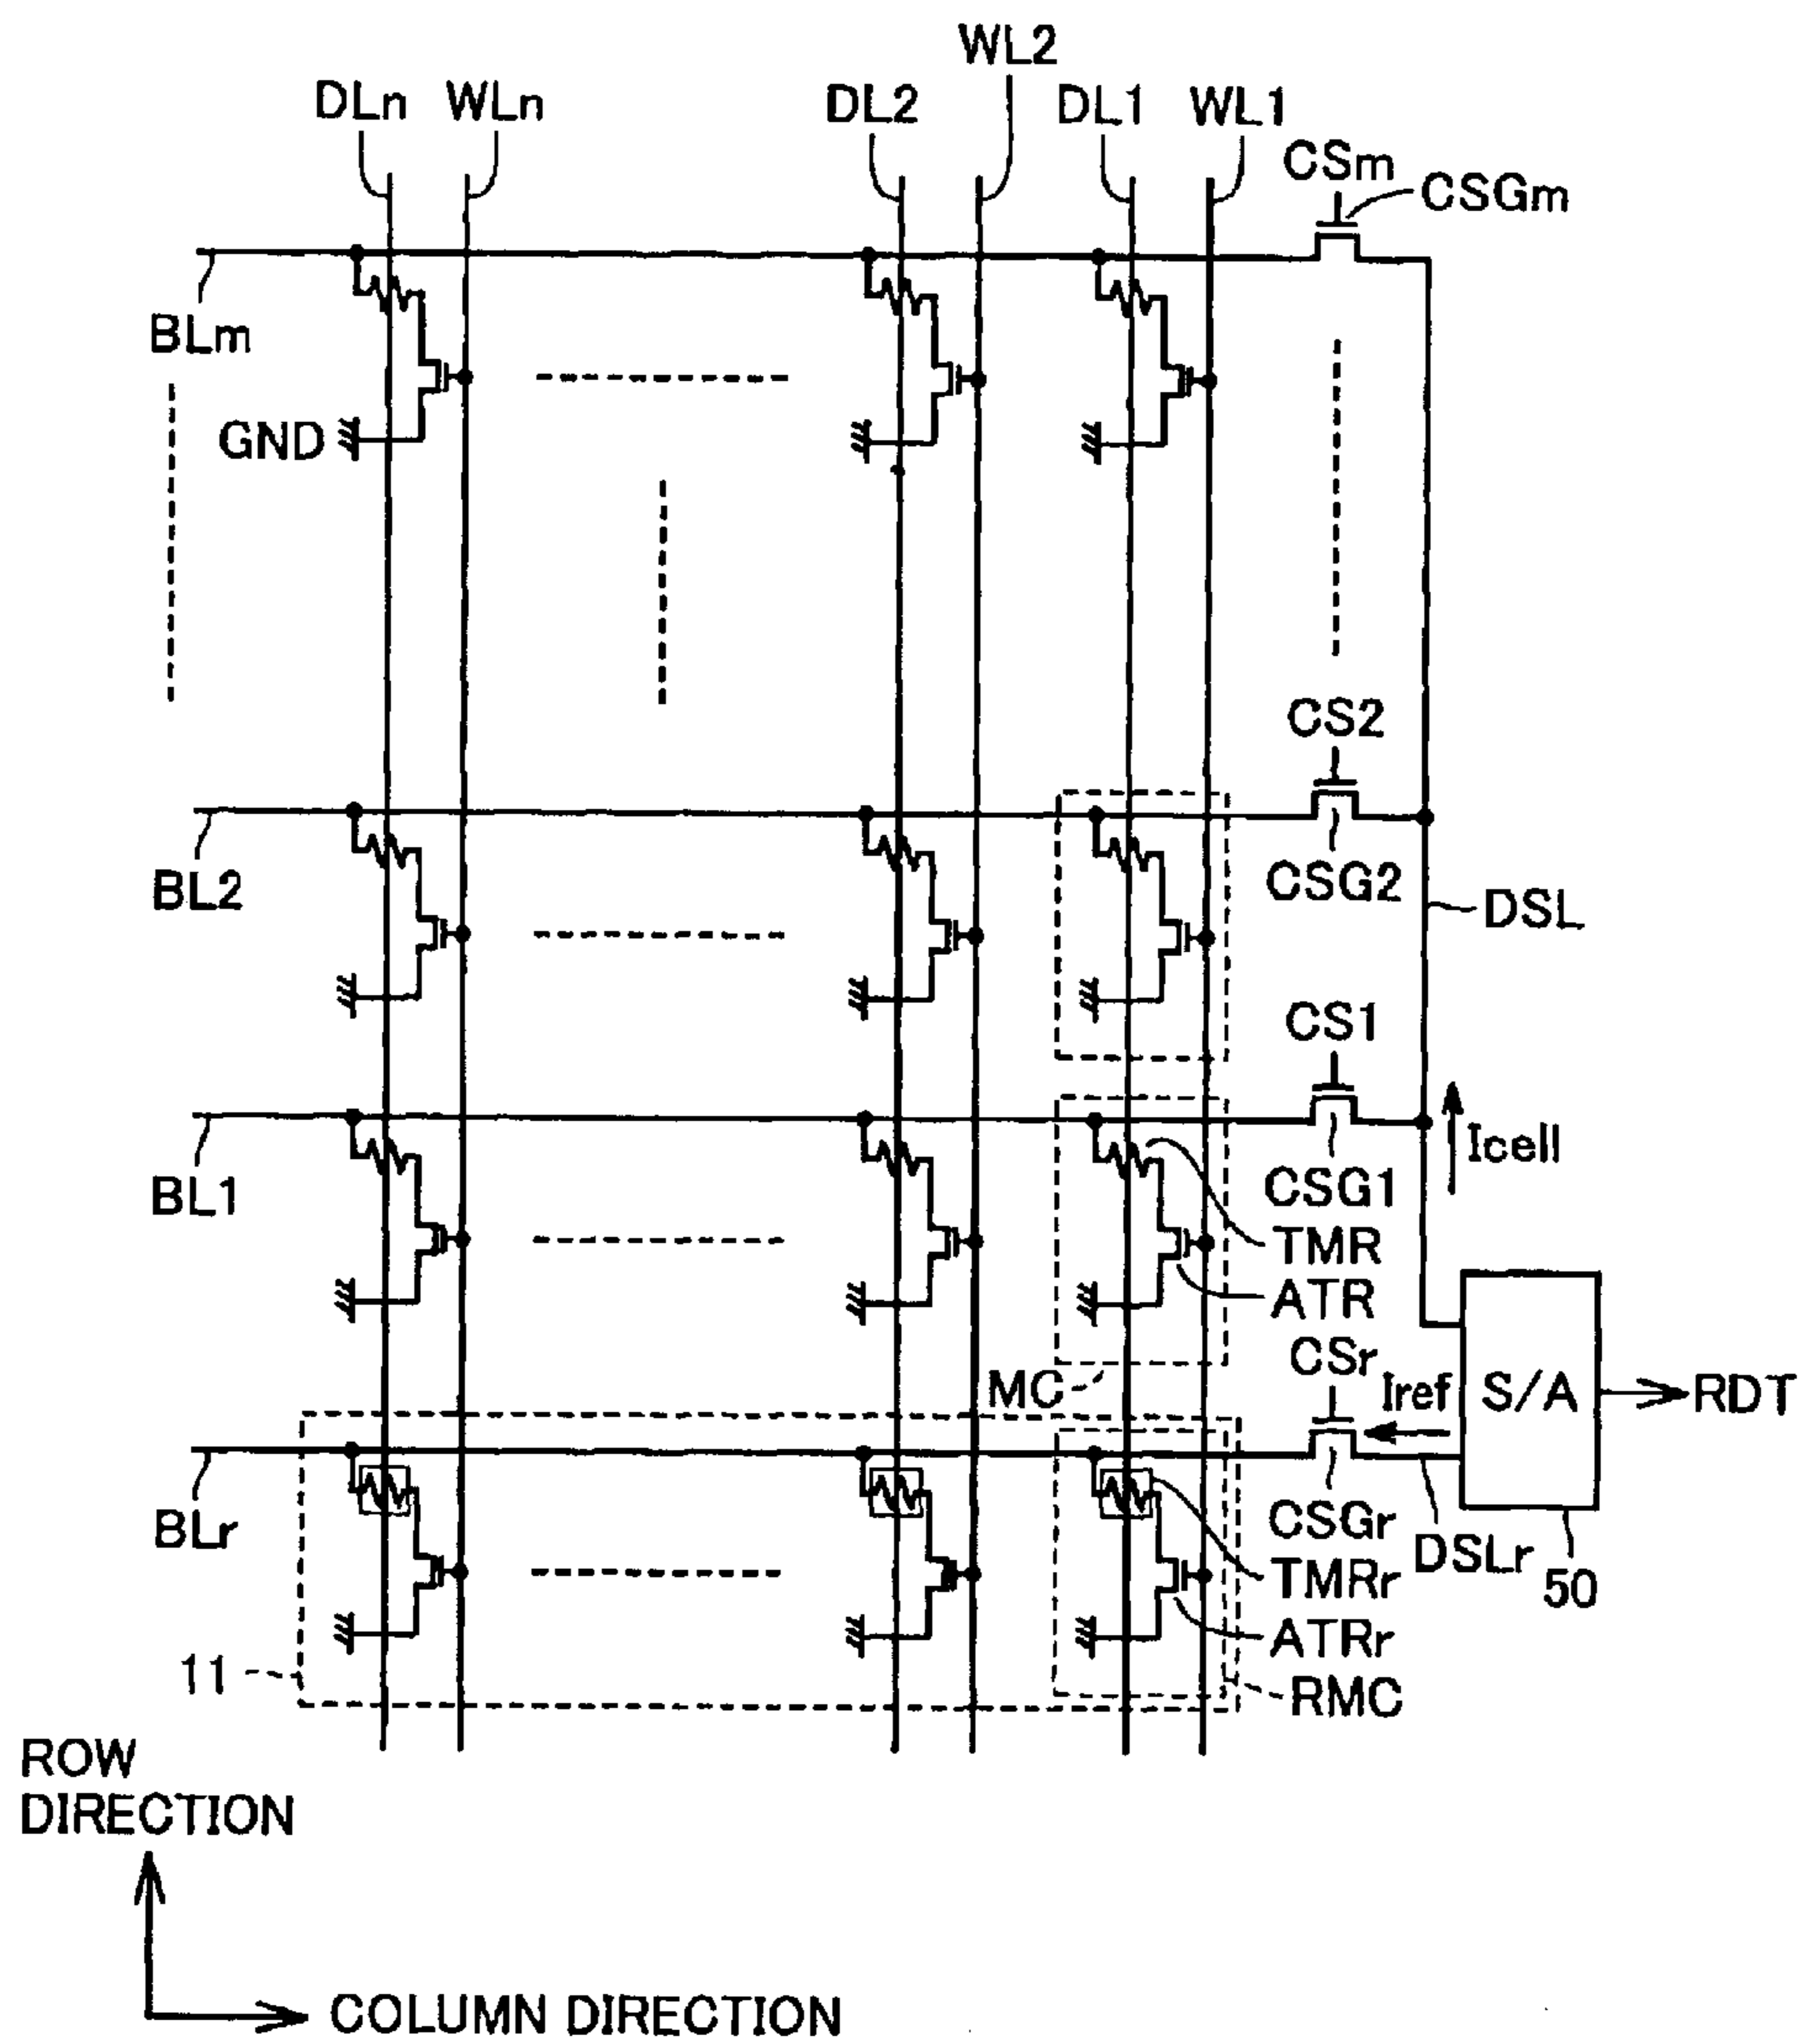 WL2
DLn WLn DL2 DL1 WL1
CSm
CSGm
BLm
GND
CS2
BL2
CSG2
DSL
CS1
Icell
BL1
CSG1
TMR
ATR
CSr
MC
Iref
S/A
RDT
BLr
CSGr
DSLr
TMRr
50
ATRr
11
RMC
ROW
DIRECTION
COLUMN DIRECTION